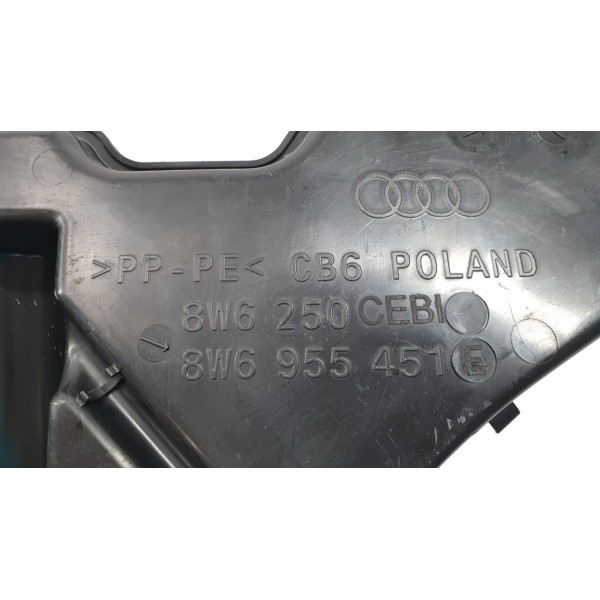 >PP-PE< CB6 POLAND
8W6 250 CEBI
8W6 955 451 E